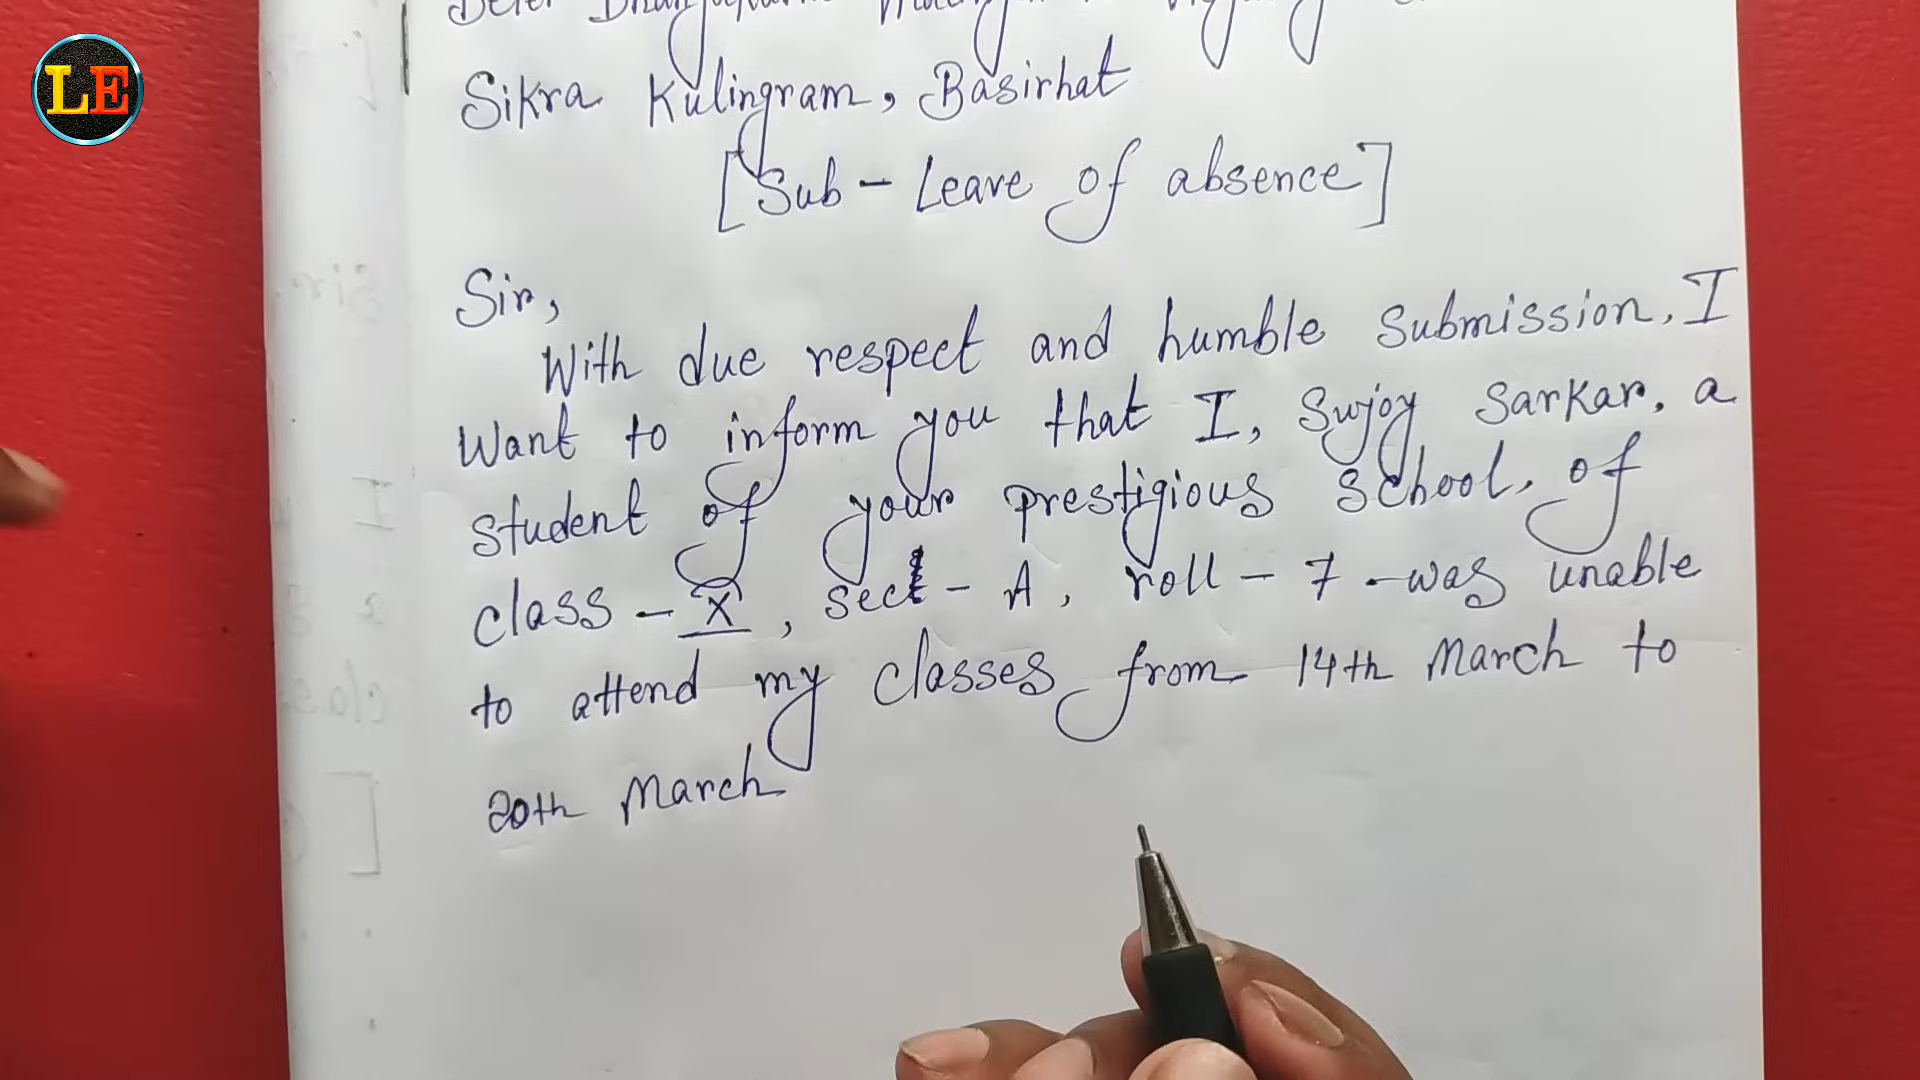 LE
Sikra Kulingram, Basirhat
[Sub - Leave of absence]
Sir,
With due respect and humble submission, I
want to inform you that I, Sujoy Sarkar, a
student of your prestigious school, of
class - X, sect - A, roll - 7 - was unable
to attend my classes from 14th March to
20th March